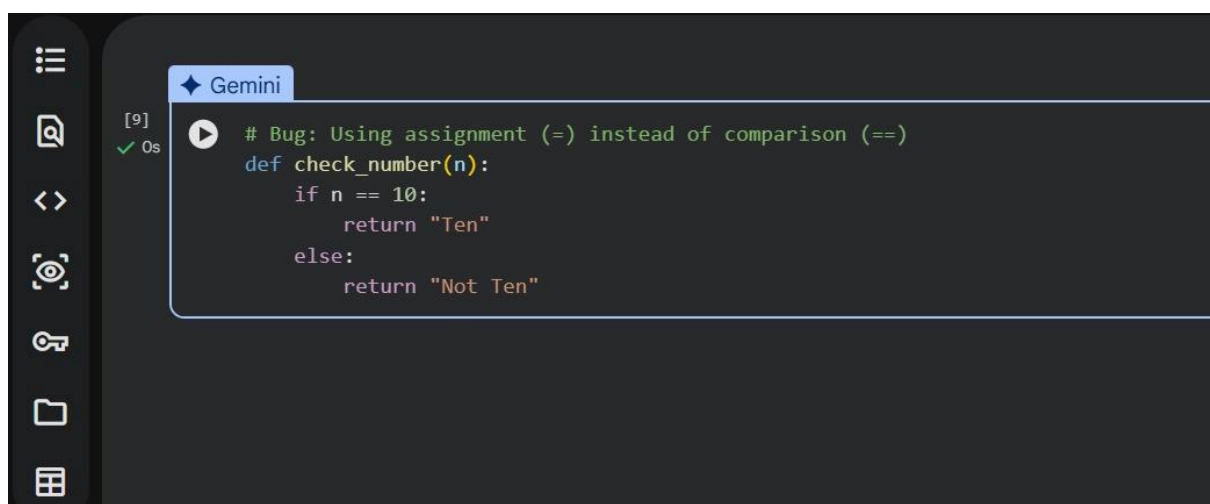 Gemini
[9]
0s
# Bug: Using assignment (=) instead of comparison (==)
def check_number(n):
    if n == 10:
        return "Ten"
    else:
        return "Not Ten"